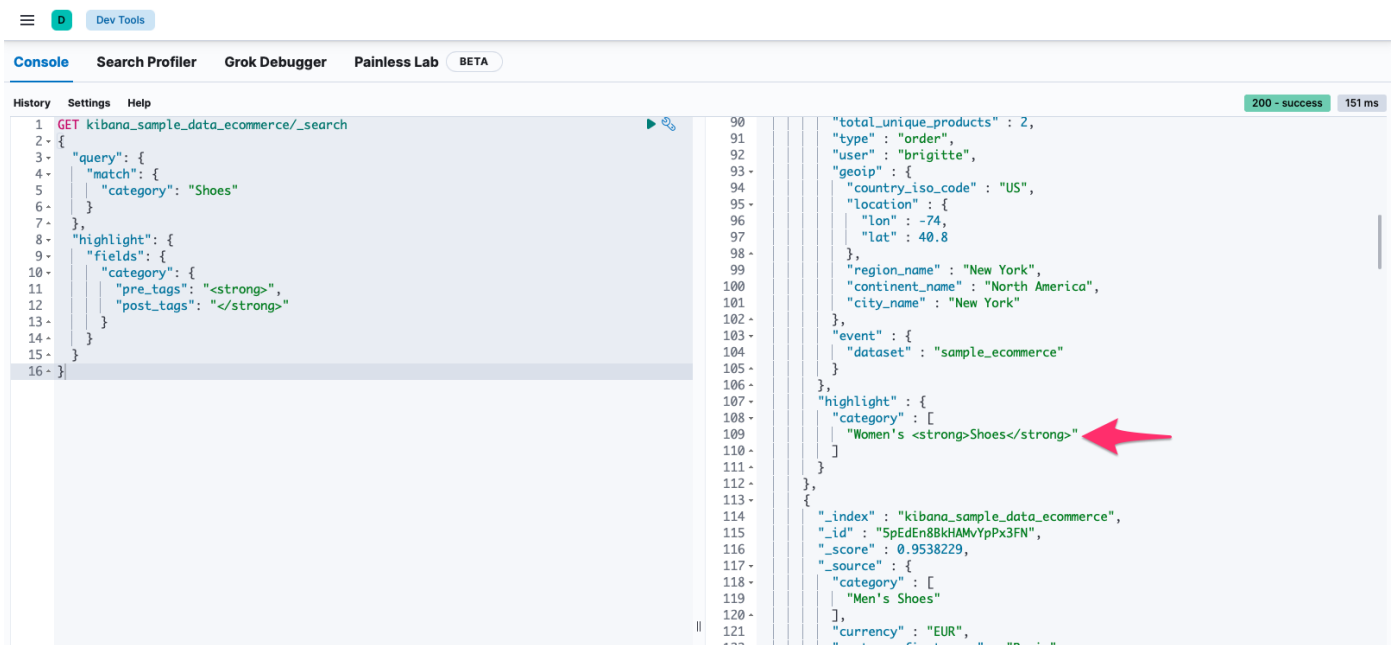 D Dev Tools
Console Search Profiler Grok Debugger Painless Lab BETA
History Settings Help 200 - success 151 ms
1 GET kibana_sample_data_ecommerce/_search
2 {
3 "query": {
4 "match": {
5 "category": "Shoes"
6 }
7 },
8 "highlight": {
9 "fields": {
10 "category": {
11 "pre_tags": "<strong>",
12 "post_tags": "</strong>"
13 }
14 }
15 }
16 }
90 "total_unique_products" : 2,
91 "type" : "order",
92 "user" : "brigitte",
93 "geoip" : {
94 "country_iso_code" : "US",
95 "location" : {
96 "lon" : -74,
97 "lat" : 40.8
98 },
99 "region_name" : "New York",
100 "continent_name" : "North America",
101 "city_name" : "New York"
102 },
103 "event" : {
104 "dataset" : "sample_ecommerce"
105 }
106 },
107 "highlight" : {
108 "category" : [
109 "Women's <strong>Shoes</strong>"
110 ]
111 }
112 },
113 {
114 "_index" : "kibana_sample_data_ecommerce",
115 "_id" : "5pEdEn8BkHAMvYpPx3FN",
116 "_score" : 0.9538229,
117 "_source" : {
118 "category" : [
119 "Men's Shoes"
120 ],
121 "currency" : "EUR",